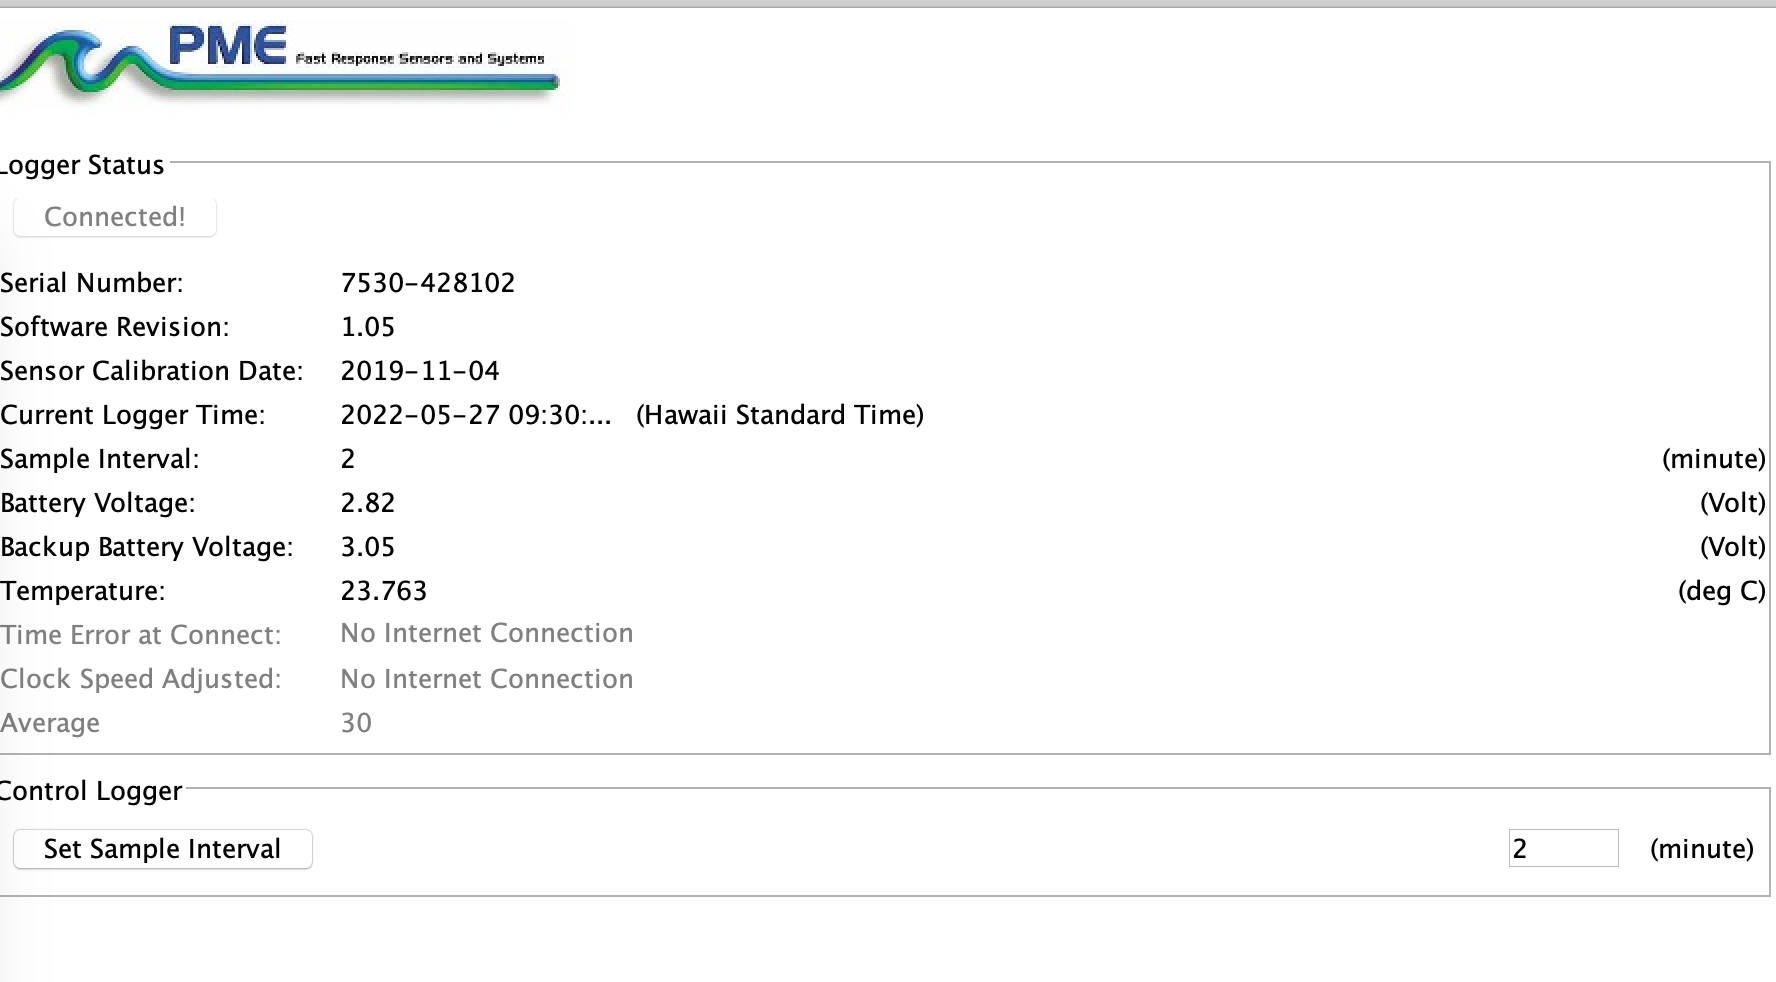 PME Fast Response Sensors and Systems
Logger Status
Connected!
Serial Number: 7530-428102
Software Revision: 1.05
Sensor Calibration Date: 2019-11-04
Current Logger Time: 2022-05-27 09:30:... (Hawaii Standard Time)
Sample Interval: 2 (minute)
Battery Voltage: 2.82 (Volt)
Backup Battery Voltage: 3.05 (Volt)
Temperature: 23.763 (deg C)
Time Error at Connect: No Internet Connection
Clock Speed Adjusted: No Internet Connection
Average 30
Control Logger
Set Sample Interval 2 (minute)